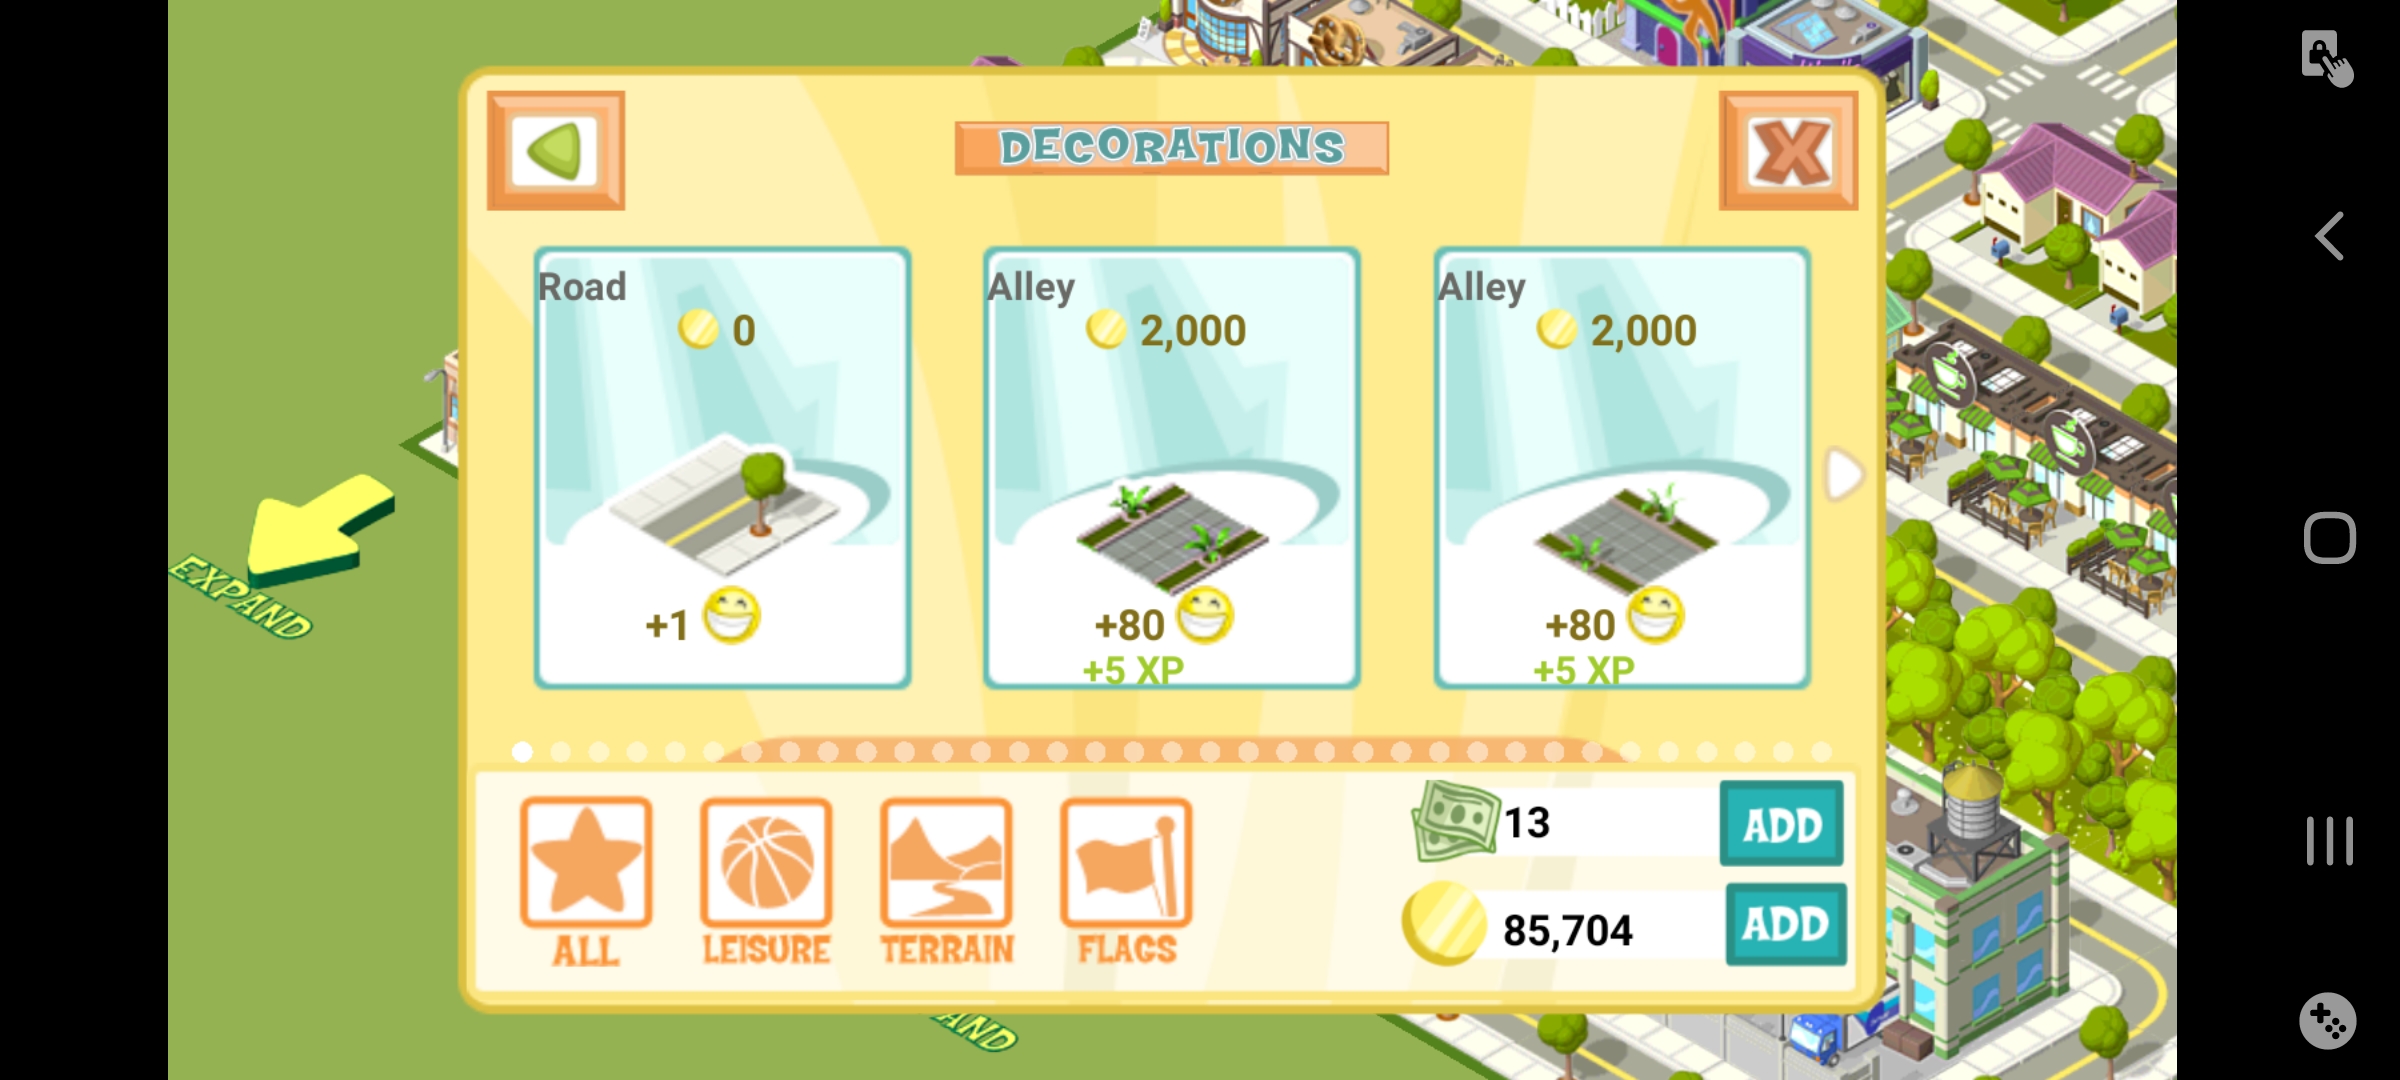 DECORATIONS
Road
0
+1
Alley
2,000
+80
+5 XP
Alley
2,000
+80
+5 XP
EXPAND
ALL
LEISURE
TERRAIN
FLAGS
13
ADD
85,704
ADD
AND